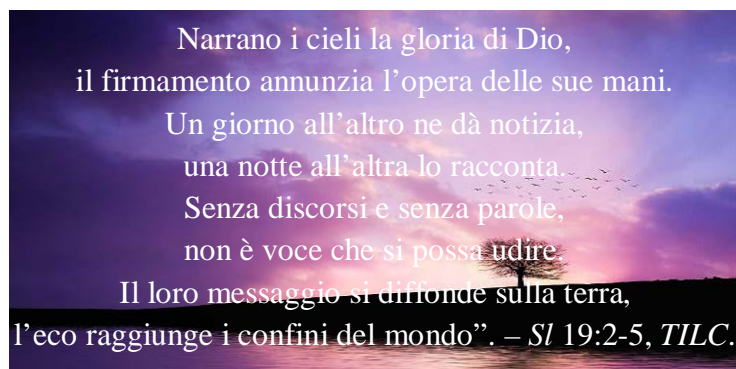 Narrano i cieli la gloria di Dio,
il firmamento annunzia l’opera delle sue mani.
Un giorno all’altro ne dà notizia,
una notte all’altra lo racconta.
Senza discorsi e senza parole,
non è voce che si possa udire.
Il loro messaggio si diffonde sulla terra,
l’eco raggiunge i confini del mondo”. – Sl 19:2-5, TILC.